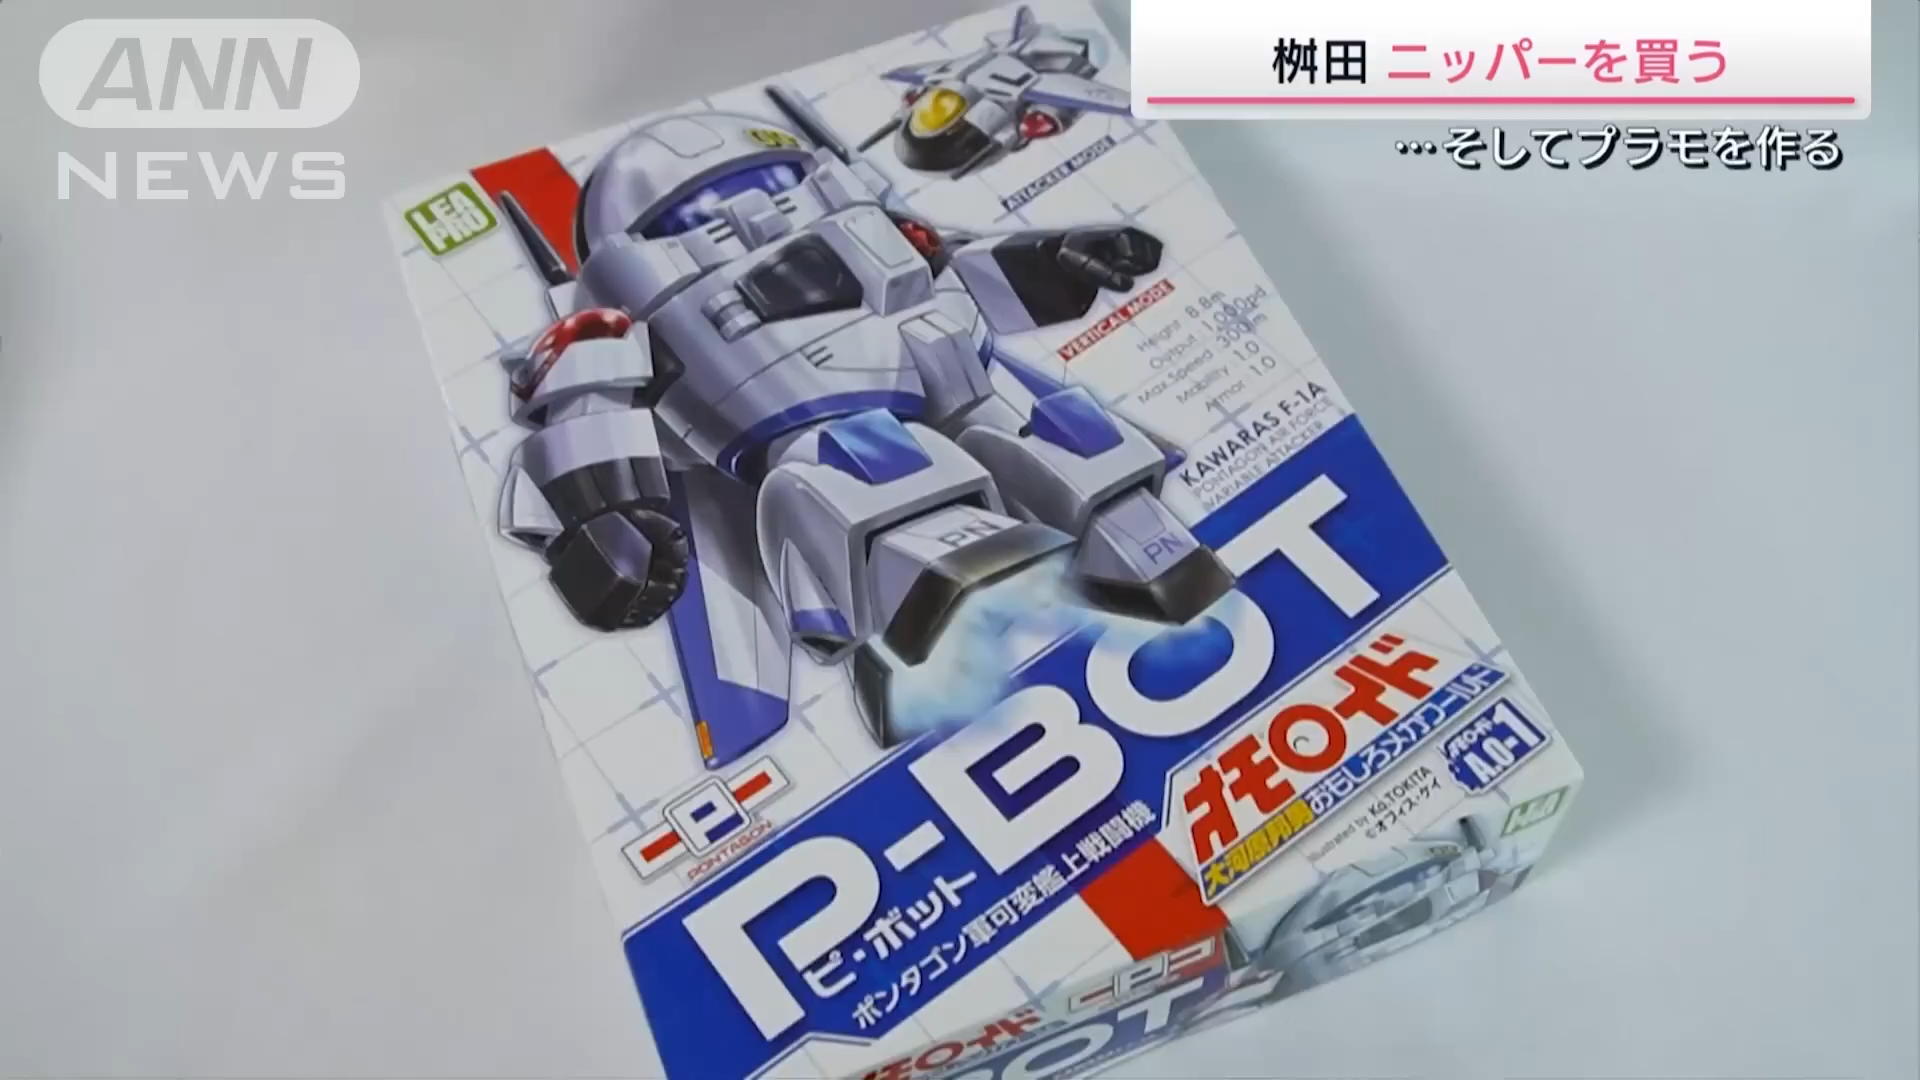 ANN
NEWS
桝田 ニッパーを買う
…そしてプラモを作る
LEA
PRO
ATTACKER MODE
VERTICAL MODE
Height : 8.8m
Output : 1,000pd
Max.Speed : 300km
Mobility : 1.0
Armor : 1.0
KAWARAS F-1A
PONTAGON AIR FORCE
VARIABLE ATTACKER
PN
PN
P
PONTAGON
P-BOT
ピ・ボット
ポンタゴン軍可変艦上戦闘機
オモロイド
大河原邦男おもしろメカワールド
A.O-1
Illustrated by Ko.TOKITA
©オフィス・ケイ
オモロイド